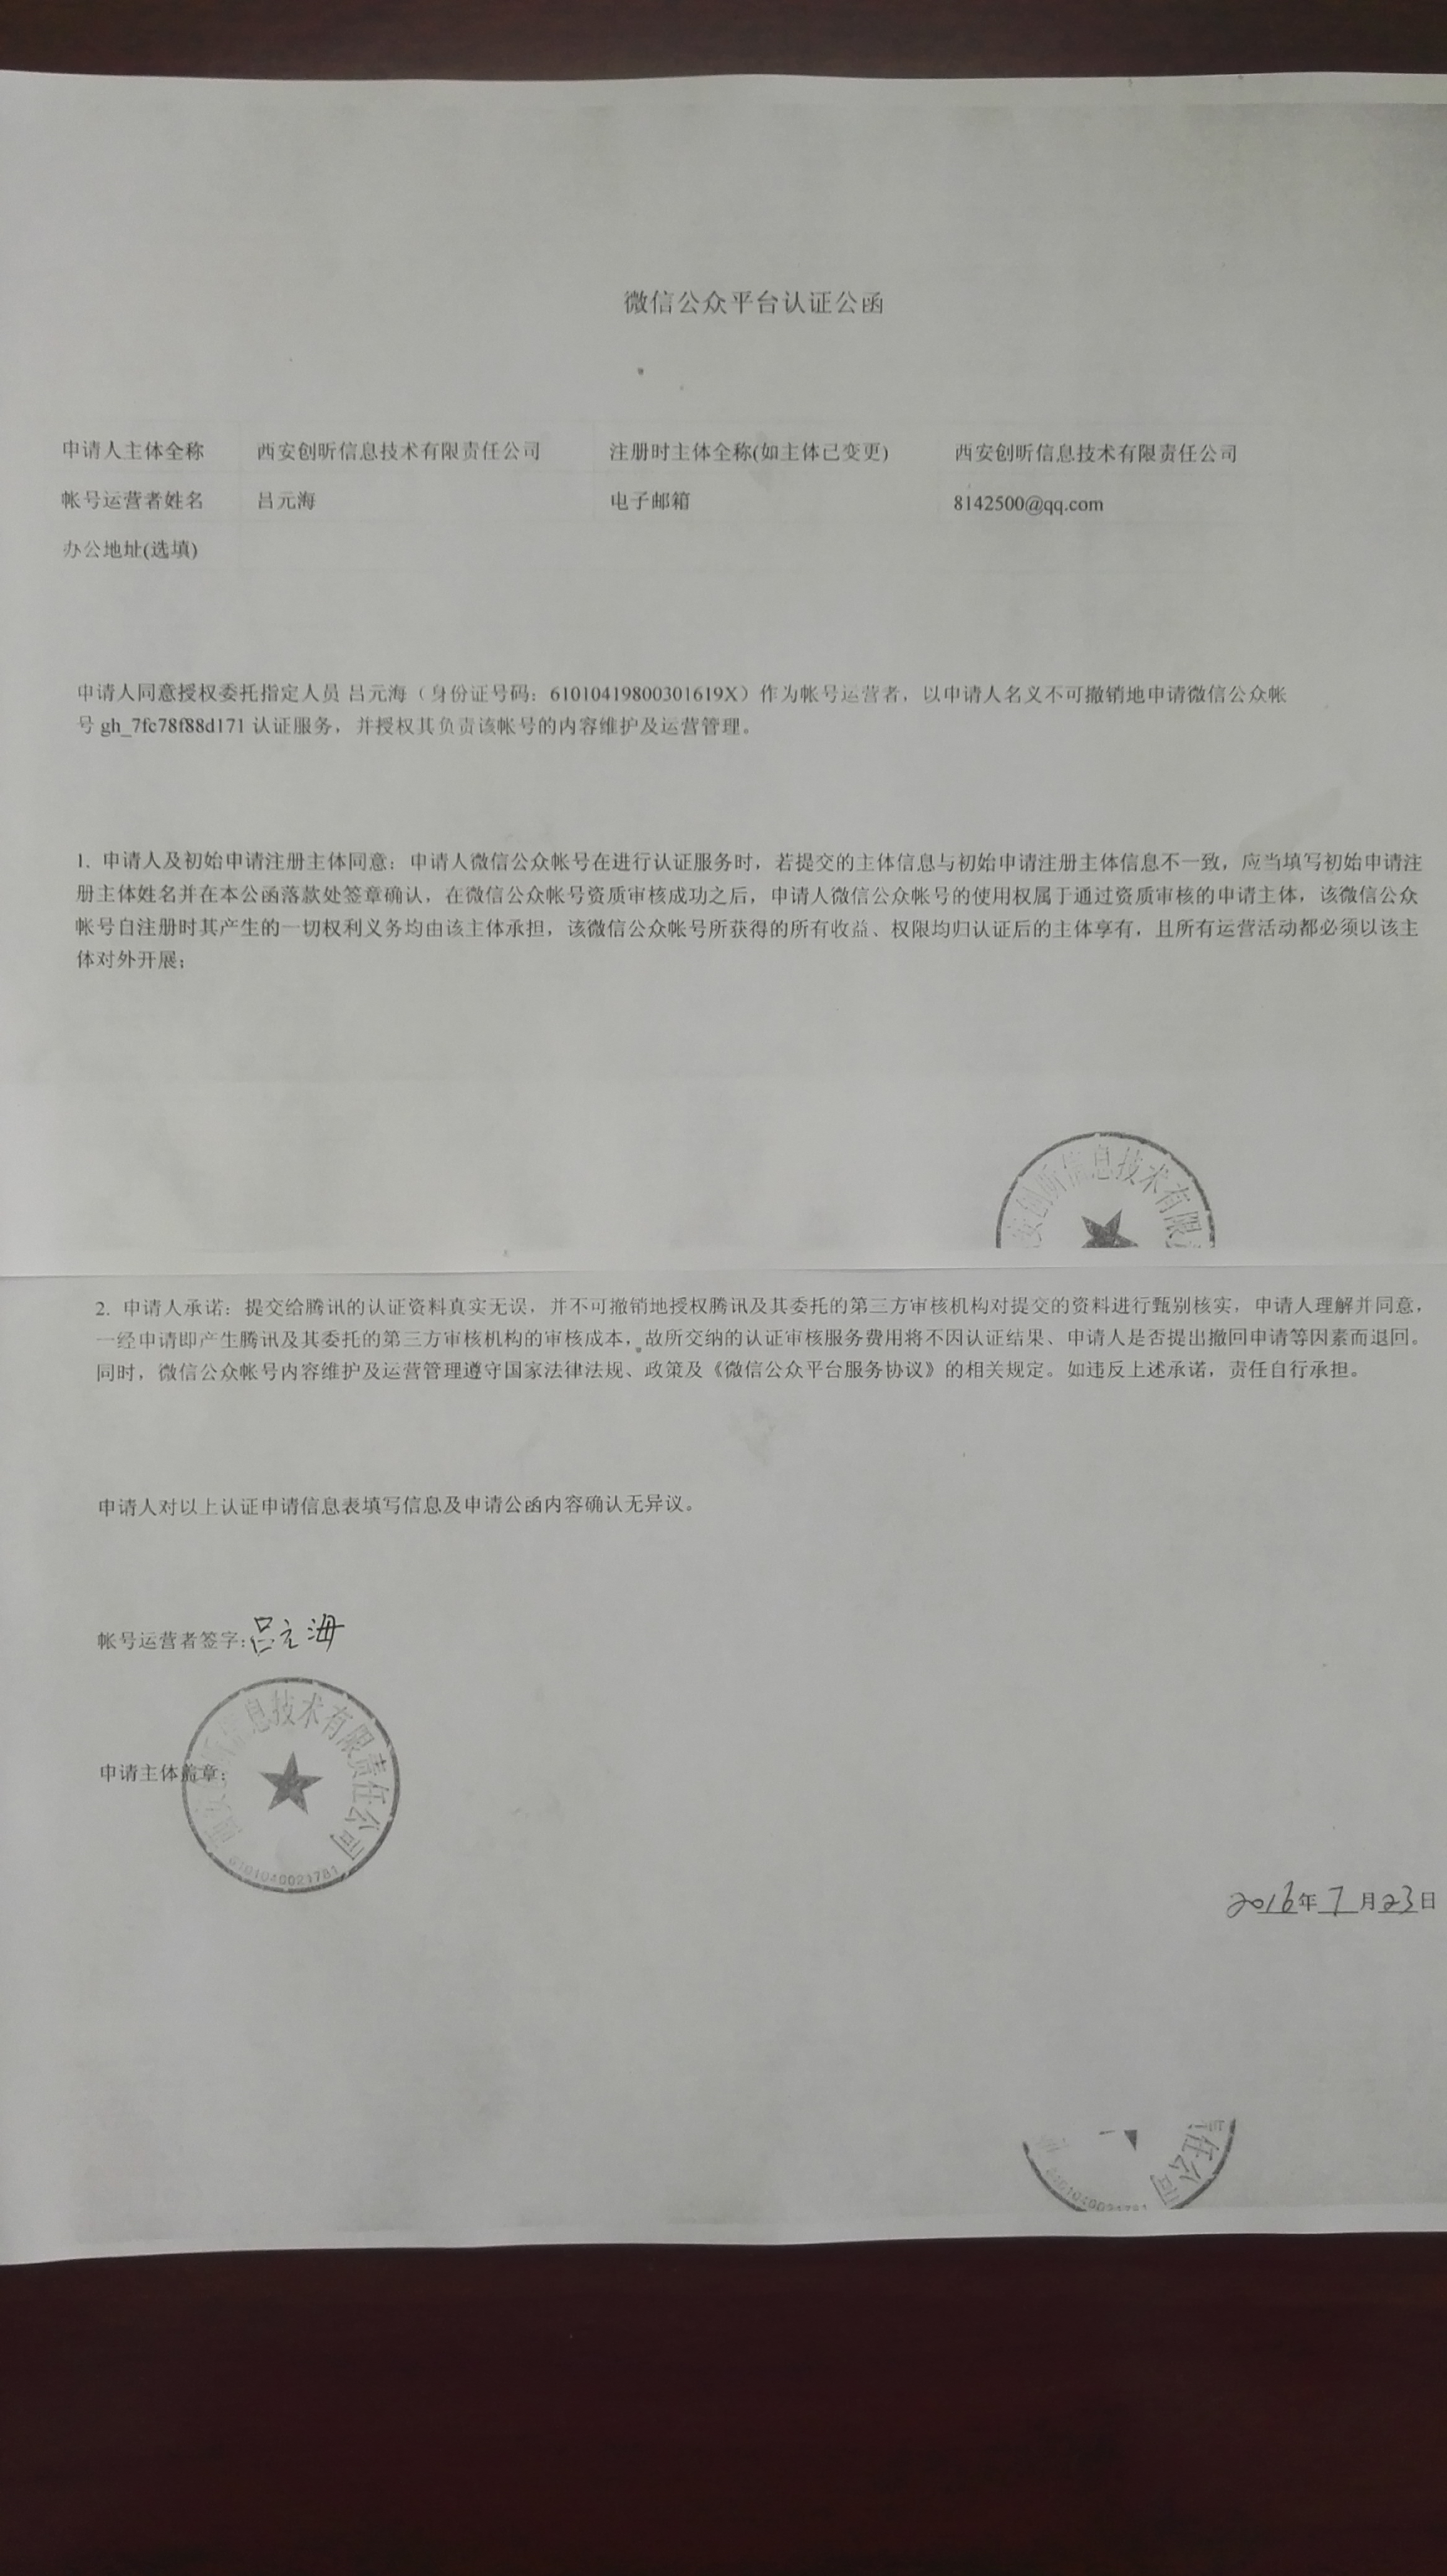 微信公众平台认证公函
申请人主体全称 西安创昕信息技术有限责任公司 注册时主体全称(如主体已变更) 西安创昕信息技术有限责任公司
帐号运营者姓名 吕元海 电子邮箱 8142500@qq.com
办公地址(选填)
申请人同意授权委托指定人员 吕元海（身份证号码：61010419800301619X）作为帐号运营者，以申请人名义不可撤销地申请微信公众帐
号 gh_7fc78f88d171 认证服务，并授权其负责该帐号的内容维护及运营管理。
1. 申请人及初始申请注册主体同意：申请人微信公众帐号在进行认证服务时，若提交的主体信息与初始申请注册主体信息不一致，应当填写初始申请注
册主体姓名并在本公函落款处签章确认，在微信公众帐号资质审核成功之后，申请人微信公众帐号的使用权属于通过资质审核的申请主体，该微信公众
帐号自注册时其产生的一切权利义务均由该主体承担，该微信公众帐号所获得的所有收益、权限均归认证后的主体享有，且所有运营活动都必须以该主
体对外开展；
安创昕信息技术有限
2. 申请人承诺：提交给腾讯的认证资料真实无误，并不可撤销地授权腾讯及其委托的第三方审核机构对提交的资料进行甄别核实，申请人理解并同意，
一经申请即产生腾讯及其委托的第三方审核机构的审核成本，故所交纳的认证审核服务费用将不因认证结果、申请人是否提出撤回申请等因素而退回。
同时，微信公众帐号内容维护及运营管理遵守国家法律法规、政策及《微信公众平台服务协议》的相关规定。如违反上述承诺，责任自行承担。
申请人对以上认证申请信息表填写信息及申请公函内容确认无异议。
帐号运营者签字：吕元海
申请主体盖章：
西安创昕信息技术有限责任公司
6101040021781
2016年7月23日
任公司